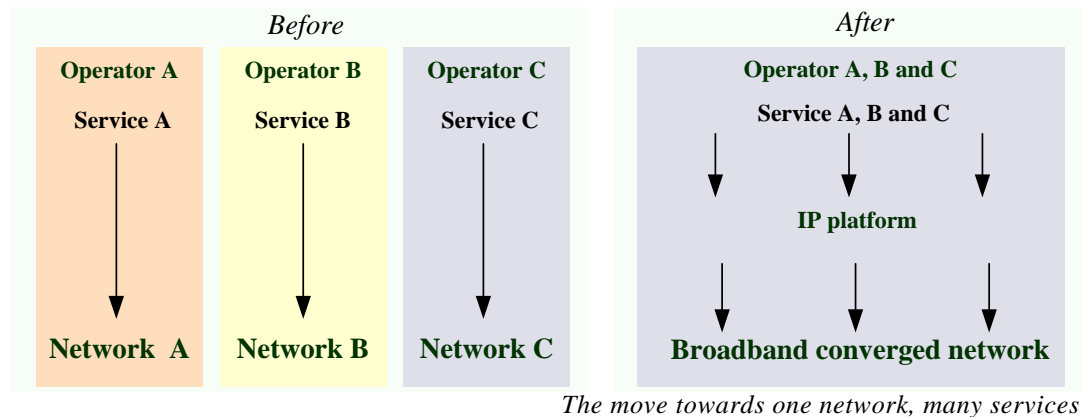 Before
Operator A
Service A
Network A
Operator B
Service B
Network B
Operator C
Service C
Network C
After
Operator A, B and C
Service A, B and C
IP platform
Broadband converged network
The move towards one network, many services